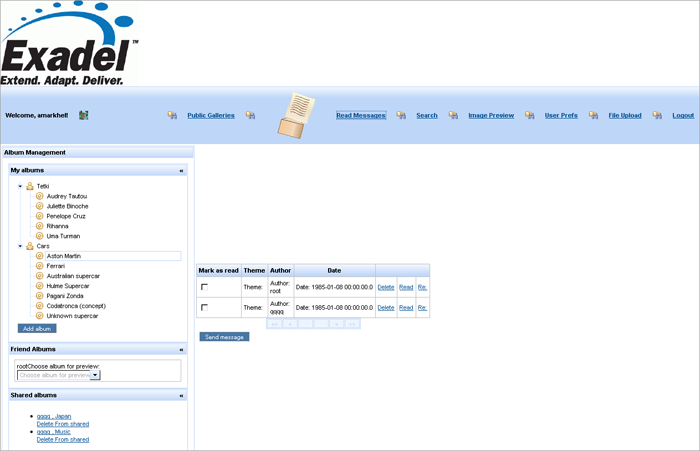 Exadel™
Extend. Adapt. Deliver.
Welcome, amarkhel! Public Galleries Read Messages Search Image Preview User Prefs File Upload Logout
Album Management
My albums «
Tetki
Audrey Tautou
Juliette Binoche
Penelope Cruz
Rihanna
Uma Turman
Cars
Aston Martin
Ferrari
Australian supercar
Hulme Supercar
Pagani Zonda
Codatronca (concept)
Unknown supercar
Add album
Friend Albums «
rootChoose album for preview:
Choose album for preview
Shared albums «
gggg_Japan
Delete From shared
gggg_Music
Delete From shared
Mark as read Theme Author Date
Theme: Author: root Date: 1985-01-08 00:00:00.0 Delete Read Re:
Theme: Author: gggg Date: 1985-01-08 00:00:00.0 Delete Read Re:
«« « » »»
Send message